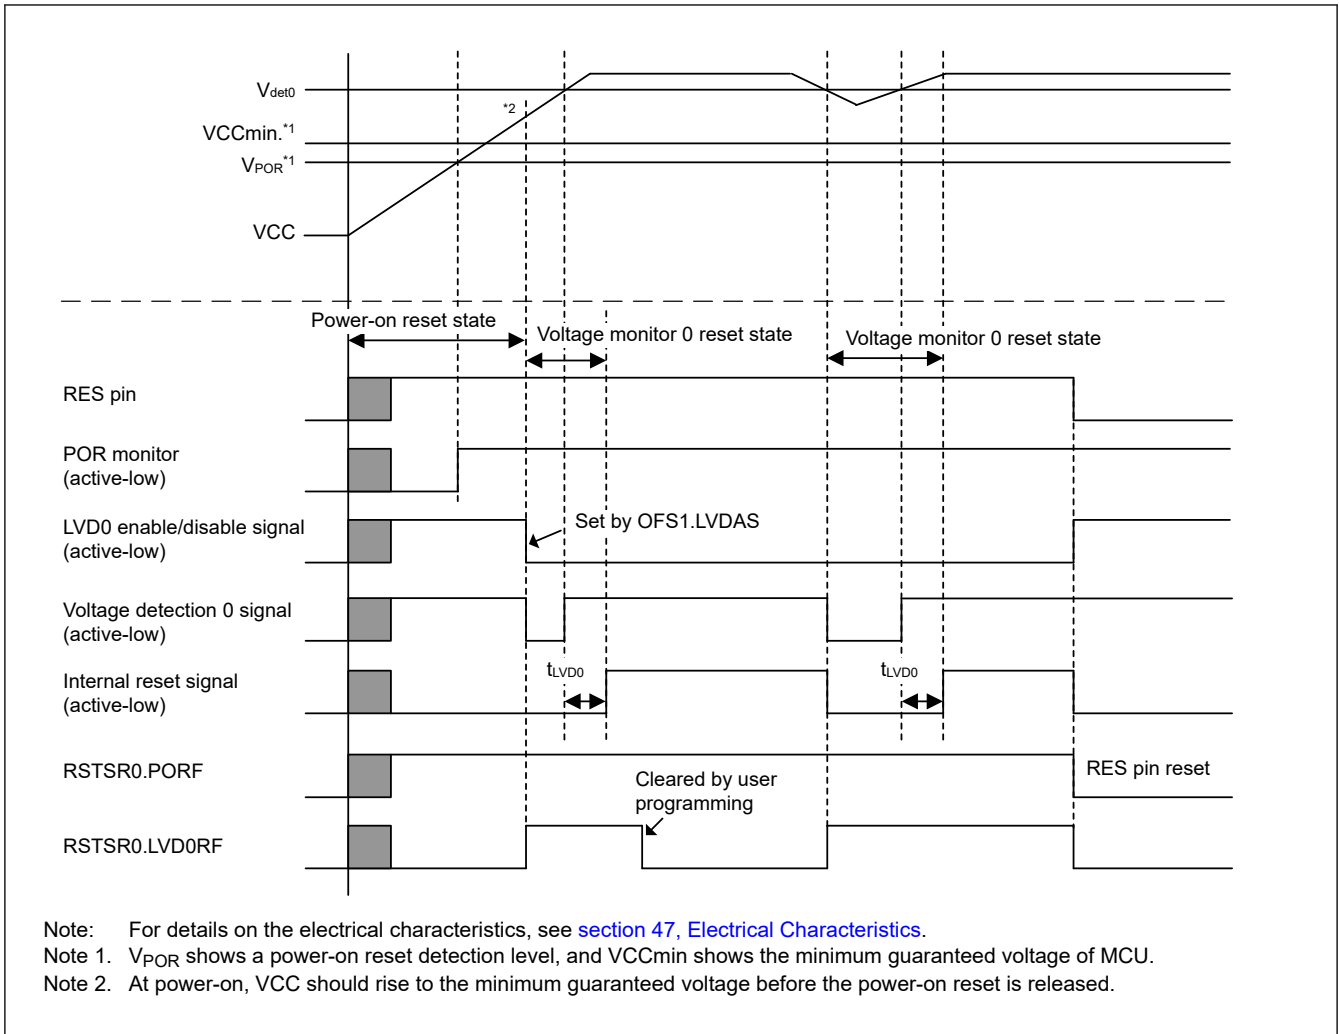 Vdet0
*2
VCCmin.*1
VPOR*1
VCC
Power-on reset state
Voltage monitor 0 reset state
Voltage monitor 0 reset state
RES pin
POR monitor
(active-low)
LVD0 enable/disable signal
(active-low)
Set by OFS1.LVDAS
Voltage detection 0 signal
(active-low)
Internal reset signal
(active-low)
tLVD0
tLVD0
RSTSR0.PORF
RES pin reset
Cleared by user
programming
RSTSR0.LVD0RF
Note: For details on the electrical characteristics, see section 47, Electrical Characteristics.
Note 1. VPOR shows a power-on reset detection level, and VCCmin shows the minimum guaranteed voltage of MCU.
Note 2. At power-on, VCC should rise to the minimum guaranteed voltage before the power-on reset is released.